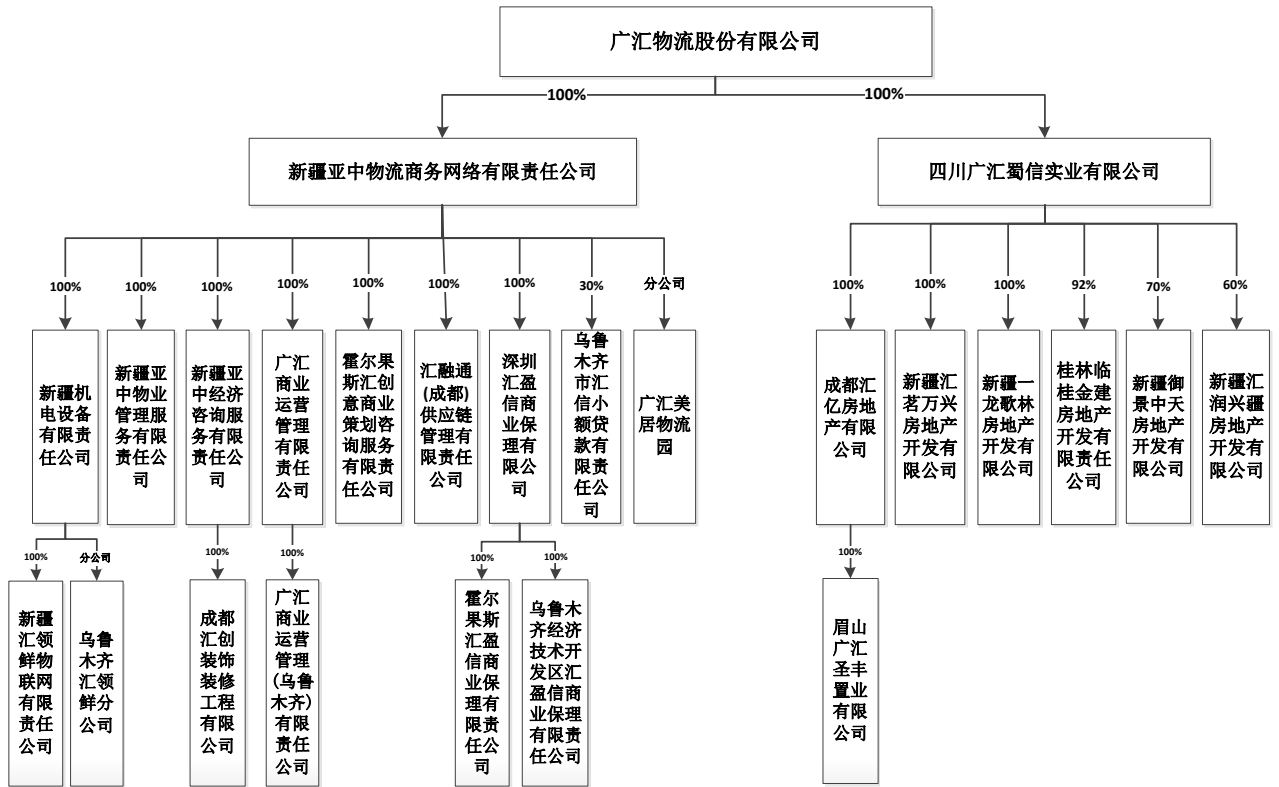 广汇物流股份有限公司
100%
100%
新疆亚中物流商务网络有限责任公司
四川广汇蜀信实业有限公司
100%
100%
100%
100%
100%
100%
100%
30%
分公司
100%
100%
100%
92%
70%
60%
新疆机
电设备
有限责
任公司
新疆亚
中物业
管理服
务有限
责任公
司
新疆亚
中经济
咨询服
务有限
责任公
司
广汇
商业
运营
管理
有限
责任
公司
霍尔果
斯汇创
意商业
策划咨
询服务
有限责
任公司
汇融通
(成都)
供应链
管理有
限责任
公司
深圳
汇盈
信商
业保
理有
限公
司
乌鲁
木齐
市汇
信小
额贷
款有
限责
任公
司
广汇美
居物流
园
成都汇
亿房地
产有限
公司
新疆汇
茗万兴
房地产
开发有
限公司
新疆一
龙歌林
房地产
开发有
限公司
桂林临
桂金建
房地产
开发有
限责任
公司
新疆御
景中天
房地产
开发有
限公司
新疆汇
润兴疆
房地产
开发有
限公司
100%
分公司
100%
100%
100%
100%
100%
新疆
汇领
鲜物
联网
有限
责任
公司
乌鲁
木齐
汇领
鲜分
公司
成都
汇创
装饰
装修
工程
有限
公司
广汇
商业
运营
管理
(乌鲁
木齐)
有限
责任
公司
霍尔
果斯
汇盈
信商
业保
理有
限责
任公
司
乌鲁木
齐经济
技术开
发区汇
盈信商
业保理
有限责
任公司
眉山
广汇
圣丰
置业
有限
公司